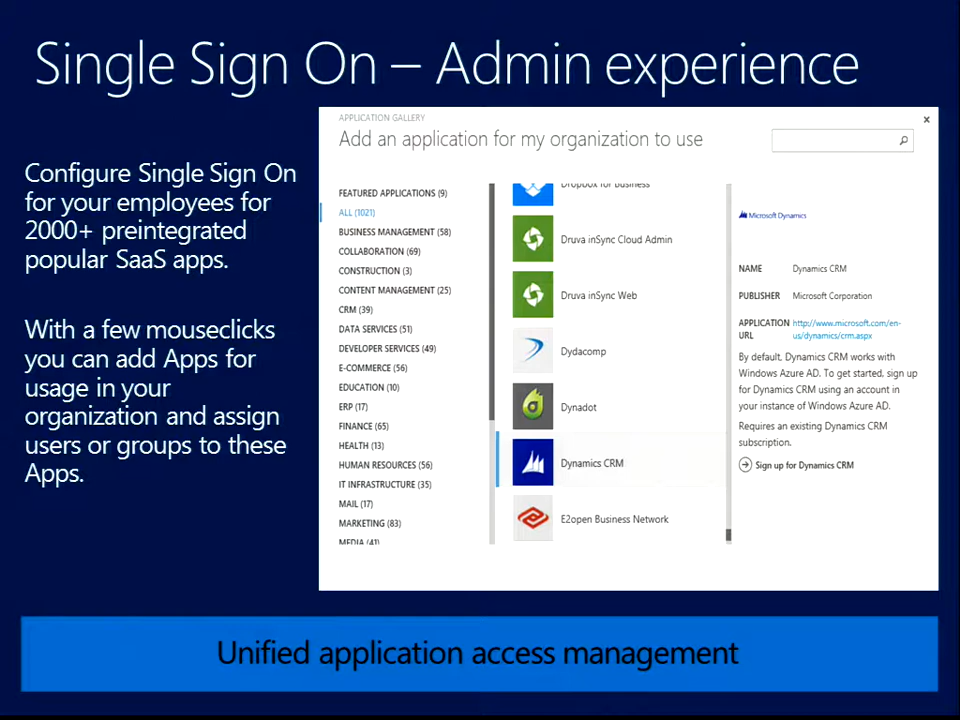 Single Sign On – Admin experience
Configure Single Sign On
for your employees for
2000+ preintegrated
popular SaaS apps.
With a few mouseclicks
you can add Apps for
usage in your
organization and assign
users or groups to these
Apps.
APPLICATION GALLERY
Add an application for my organization to use
FEATURED APPLICATIONS (9)
ALL (1021)
BUSINESS MANAGEMENT (58)
COLLABORATION (69)
CONSTRUCTION (3)
CONTENT MANAGEMENT (25)
CRM (39)
DATA SERVICES (51)
DEVELOPER SERVICES (49)
E-COMMERCE (56)
EDUCATION (10)
ERP (17)
FINANCE (65)
HEALTH (13)
HUMAN RESOURCES (56)
IT INFRASTRUCTURE (35)
MAIL (17)
MARKETING (83)
MEDIA (41)
Dropbox for Business
Druva inSync Cloud Admin
Druva inSync Web
Dydacomp
Dynadot
Dynamics CRM
E2open Business Network
Microsoft Dynamics
NAME Dynamics CRM
PUBLISHER Microsoft Corporation
APPLICATION URL http://www.microsoft.com/en-
us/dynamics/crm.aspx
By default, Dynamics CRM works with
Windows Azure AD. To get started, sign up
for Dynamics CRM using an account in
your instance of Windows Azure AD.
Requires an existing Dynamics CRM
subscription.
Sign up for Dynamics CRM
Unified application access management